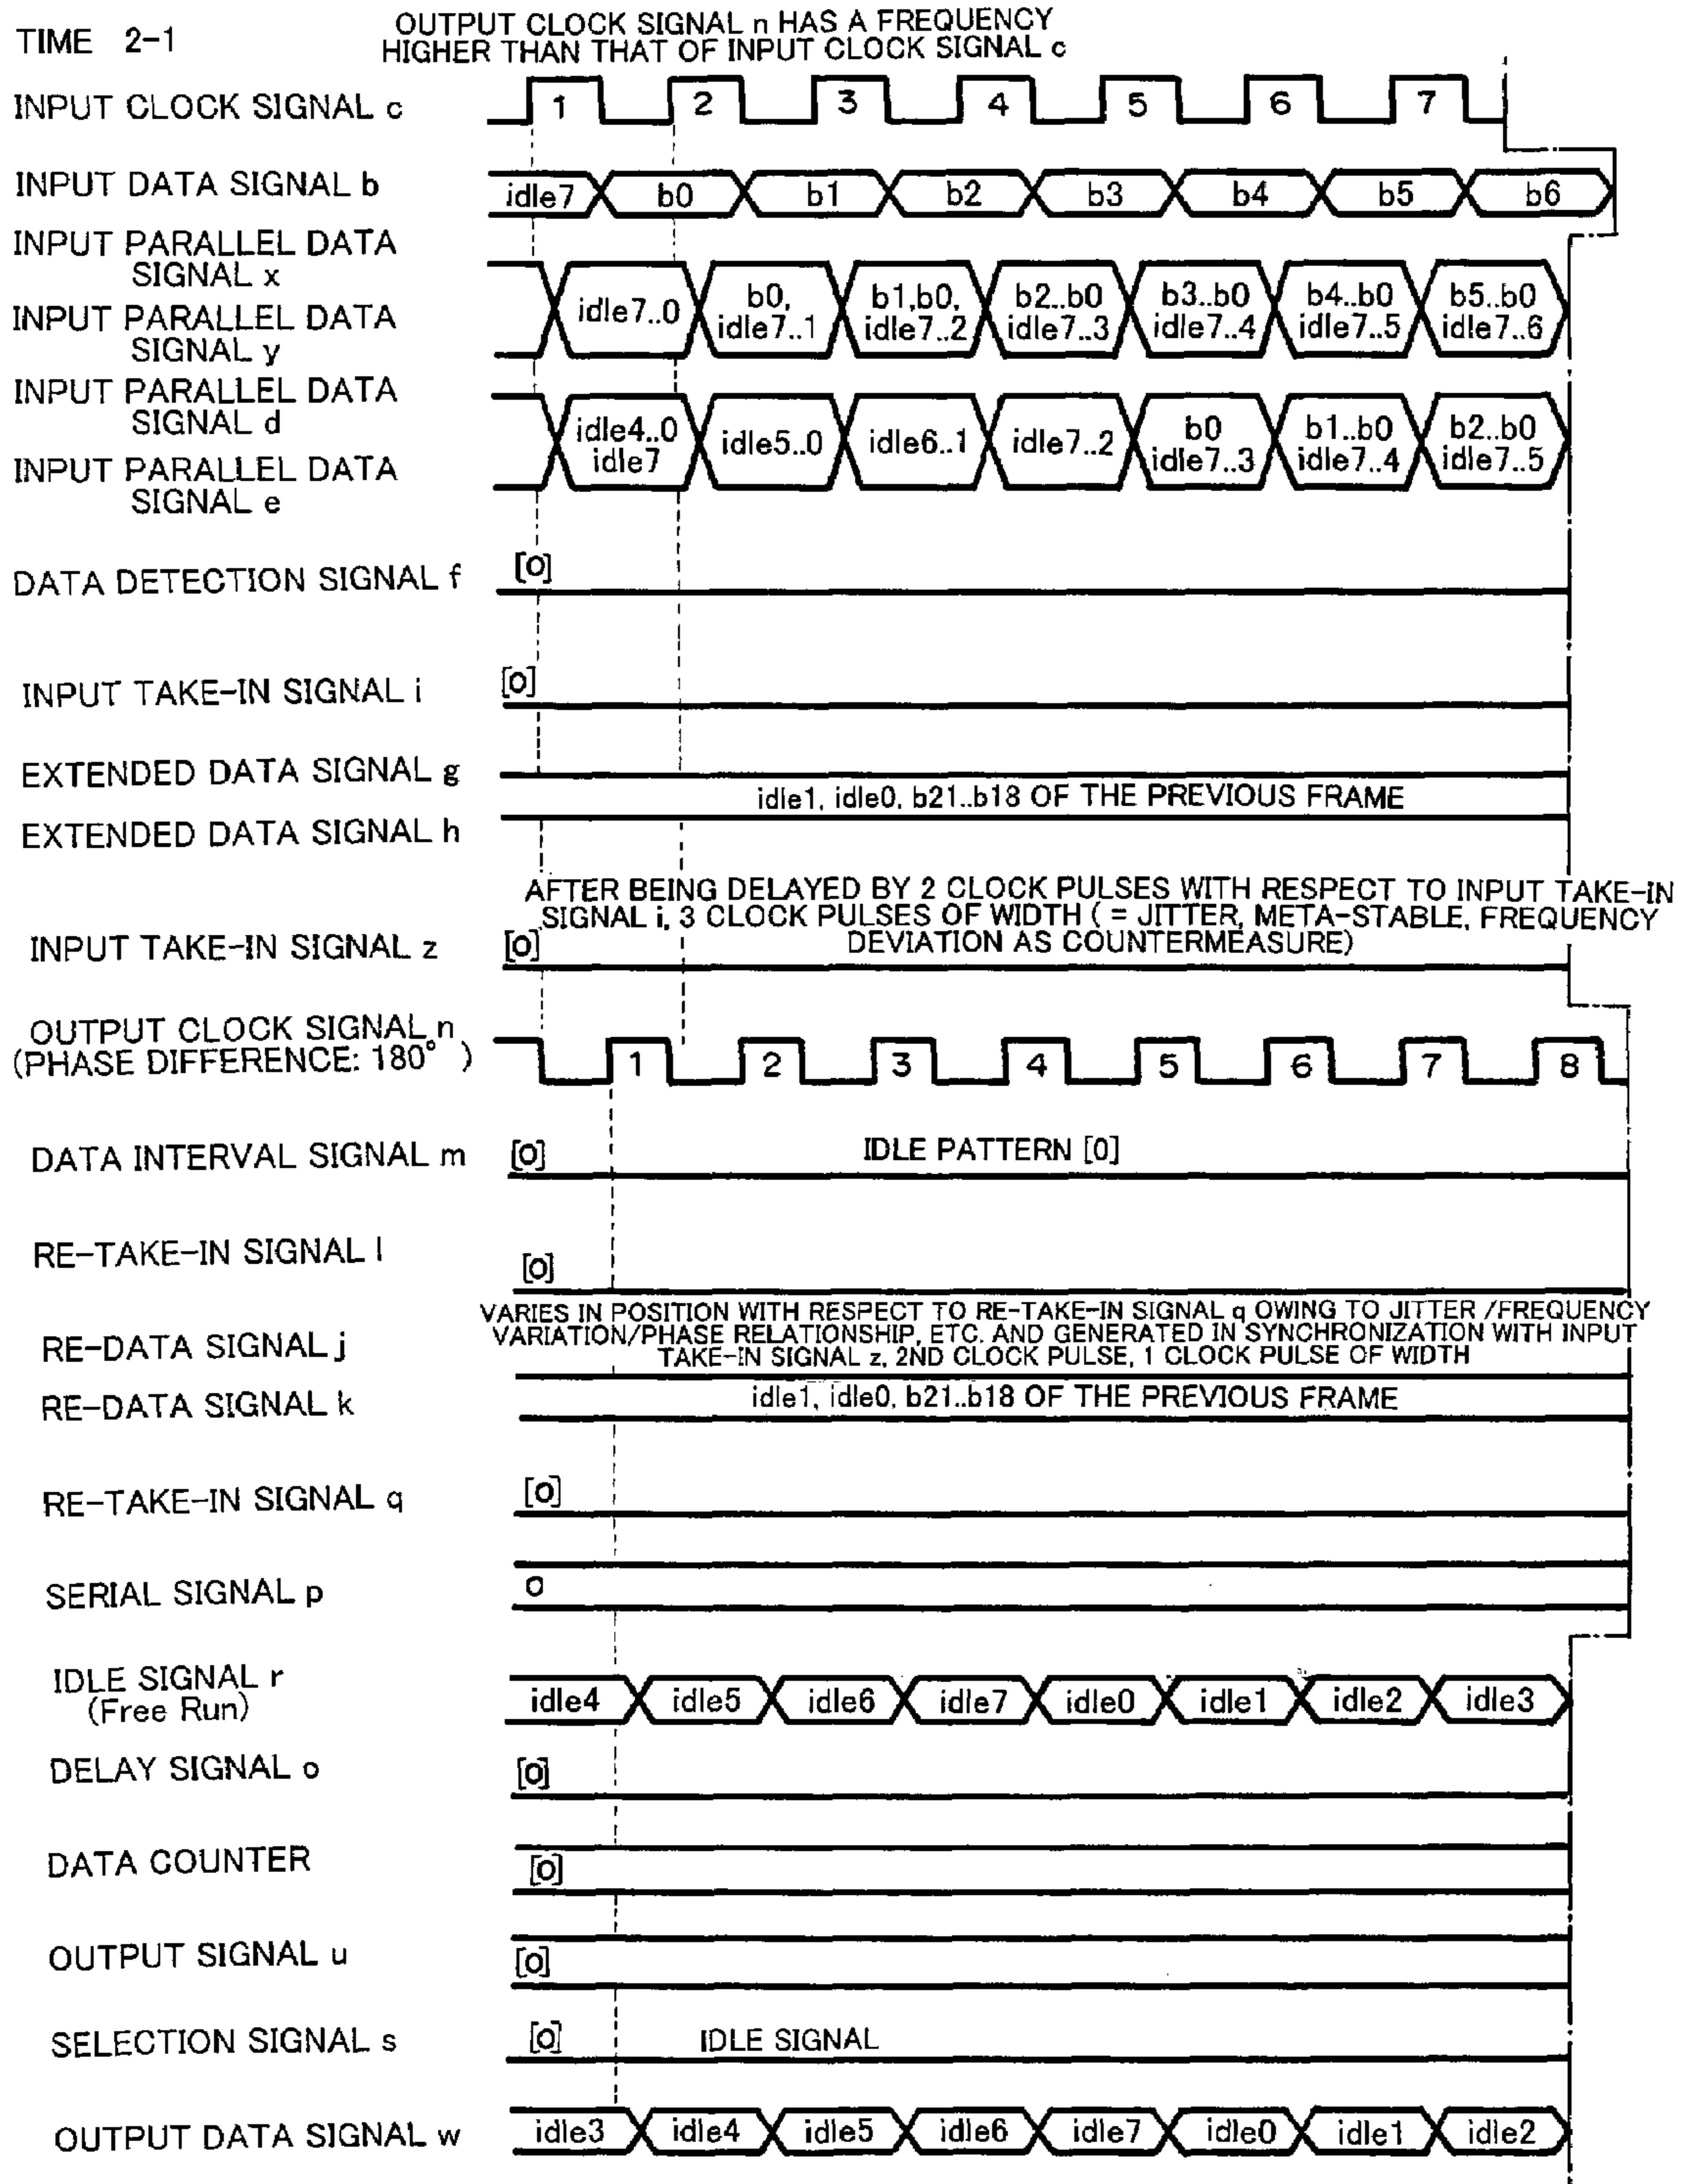 TIME 2-1
OUTPUT CLOCK SIGNAL n HAS A FREQUENCY
HIGHER THAN THAT OF INPUT CLOCK SIGNAL c
INPUT CLOCK SIGNAL c
1 2 3 4 5 6 7
INPUT DATA SIGNAL b
idle7 b0 b1 b2 b3 b4 b5 b6
INPUT PARALLEL DATA
SIGNAL x
INPUT PARALLEL DATA
SIGNAL y
idle7..0
b0,
idle7..1
b1,b0,
idle7..2
b2..b0
idle7..3
b3..b0
idle7..4
b4..b0
idle7..5
b5..b0
idle7..6
INPUT PARALLEL DATA
SIGNAL d
INPUT PARALLEL DATA
SIGNAL e
idle4..0
idle7
idle5..0
idle6..1
idle7..2
b0
idle7..3
b1..b0
idle7..4
b2..b0
idle7..5
DATA DETECTION SIGNAL f
[0]
INPUT TAKE-IN SIGNAL i
[0]
EXTENDED DATA SIGNAL g
idle1, idle0, b21..b18 OF THE PREVIOUS FRAME
EXTENDED DATA SIGNAL h
AFTER BEING DELAYED BY 2 CLOCK PULSES WITH RESPECT TO INPUT TAKE-IN
SIGNAL i, 3 CLOCK PULSES OF WIDTH ( = JITTER, META-STABLE, FREQUENCY
DEVIATION AS COUNTERMEASURE)
INPUT TAKE-IN SIGNAL z
[0]
OUTPUT CLOCK SIGNAL n
(PHASE DIFFERENCE: 180° )
1 2 3 4 5 6 7 8
DATA INTERVAL SIGNAL m
[0]
IDLE PATTERN [0]
RE-TAKE-IN SIGNAL l
[0]
VARIES IN POSITION WITH RESPECT TO RE-TAKE-IN SIGNAL q OWING TO JITTER /FREQUENCY
VARIATION/PHASE RELATIONSHIP, ETC. AND GENERATED IN SYNCHRONIZATION WITH INPUT
TAKE-IN SIGNAL z, 2ND CLOCK PULSE, 1 CLOCK PULSE OF WIDTH
RE-DATA SIGNAL j
RE-DATA SIGNAL k
idle1, idle0, b21..b18 OF THE PREVIOUS FRAME
RE-TAKE-IN SIGNAL q
[0]
SERIAL SIGNAL p
0
IDLE SIGNAL r
(Free Run)
idle4 idle5 idle6 idle7 idle0 idle1 idle2 idle3
DELAY SIGNAL o
[0]
DATA COUNTER
[0]
OUTPUT SIGNAL u
[0]
SELECTION SIGNAL s
[0]
IDLE SIGNAL
OUTPUT DATA SIGNAL w
idle3 idle4 idle5 idle6 idle7 idle0 idle1 idle2